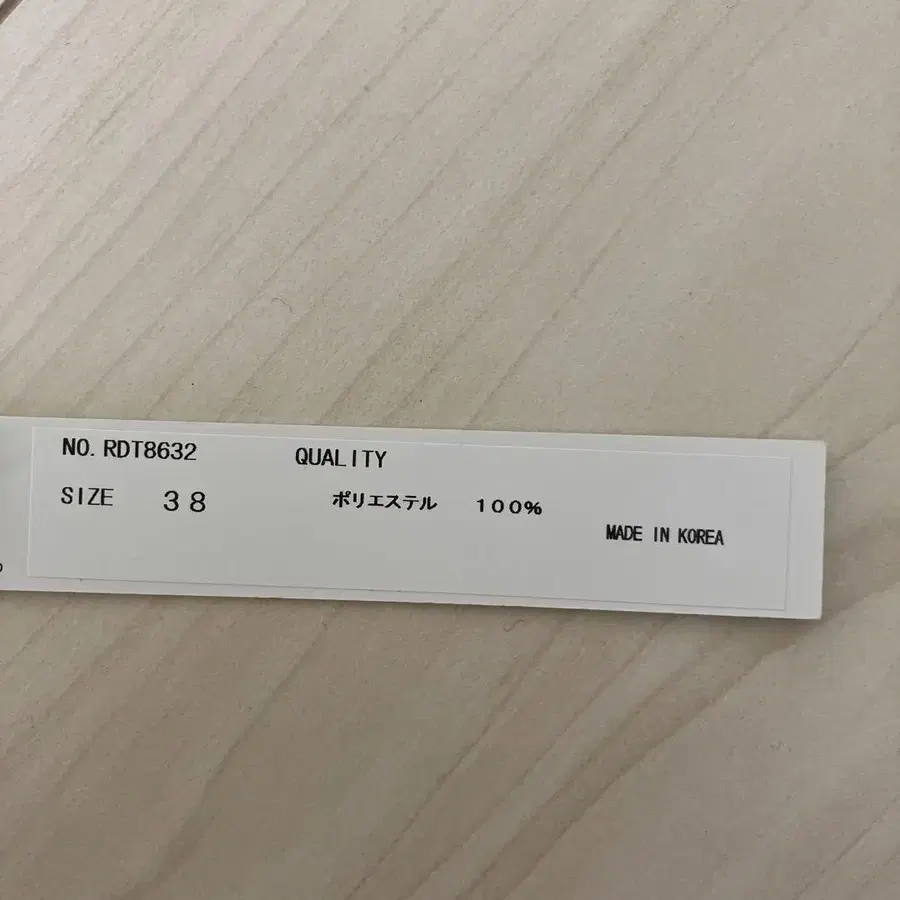 NO. RDT8632
QUALITY
SIZE 38
ポリエステル 100%
MADE IN KOREA